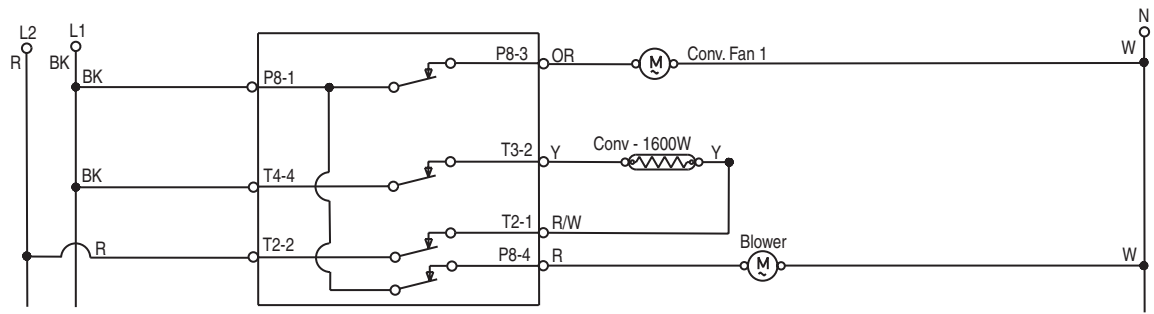 L2
L1
N
R
BK
BK
P8-1
P8-3
OR
M
Conv. Fan 1
W
T3-2
Y
Conv - 1600W
Y
BK
T4-4
T2-1
R/W
R
T2-2
P8-4
R
Blower
M
W